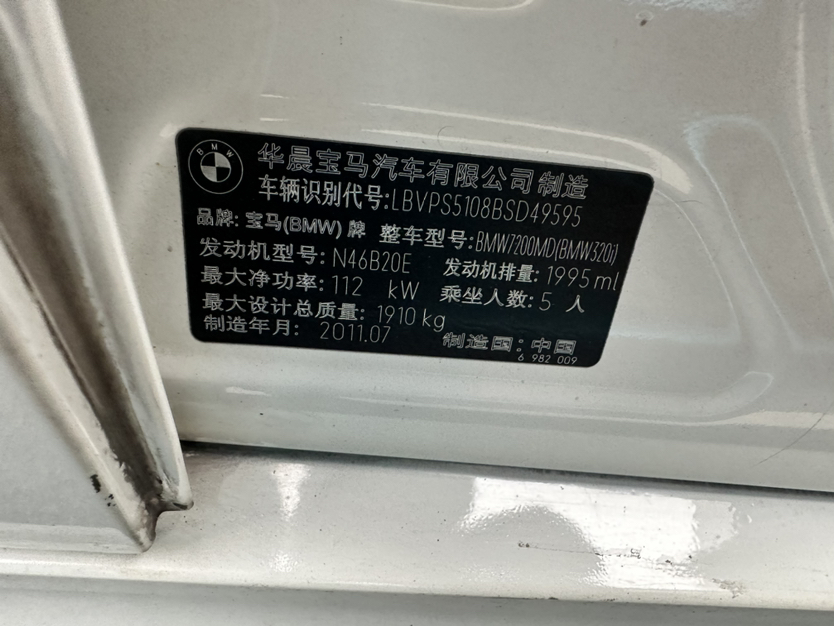 BMW
华晨宝马汽车有限公司制造
车辆识别代号:LBVPS5108BSD49595
品牌: 宝马(BMW) 牌 整车型号:BMW7200MD(BMW320i)
发动机型号: N46B20E 发动机排量: 1995 ml
最大净功率: 112 kW 乘坐人数: 5 人
最大设计总质量: 1910 kg
制造年月: 2011.07 制造国: 中国
6 982 009